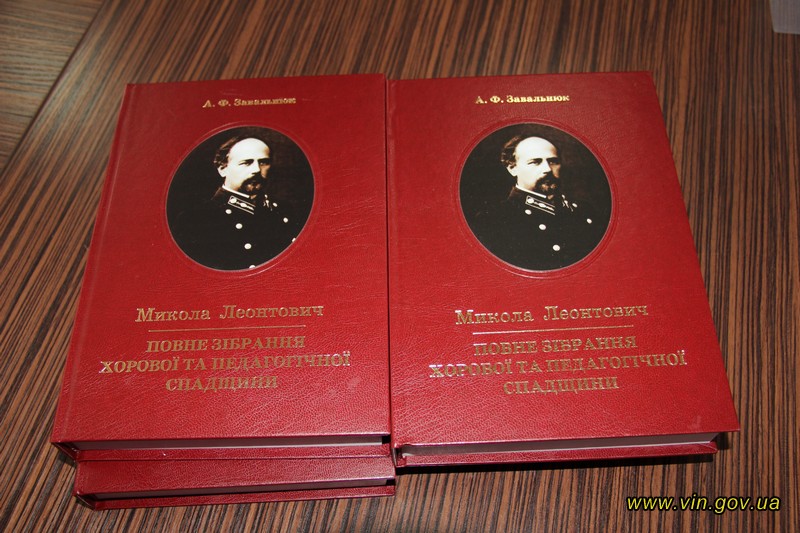 А. Ф. Завальнюк
Микола Леонтович
ПОВНЕ ЗІБРАННЯ
ХОРОВОЇ ТА ПЕДАГОГІЧНОЇ
СПАДЩИНИ
А. Ф. Завальнюк
Микола Леонтович
ПОВНЕ ЗІБРАННЯ
ХОРОВОЇ ТА ПЕДАГОГІЧНОЇ
СПАДЩИНИ
www.vin.gov.ua